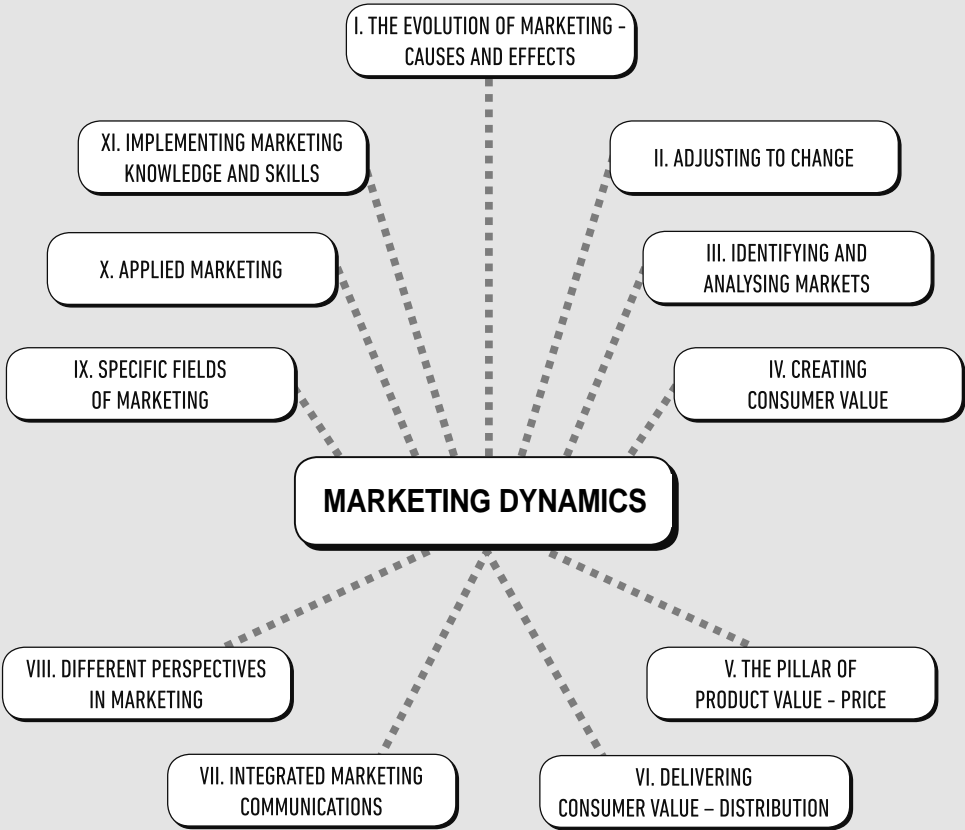 I. THE EVOLUTION OF MARKETING -
CAUSES AND EFFECTS
XI. IMPLEMENTING MARKETING
KNOWLEDGE AND SKILLS
II. ADJUSTING TO CHANGE
X. APPLIED MARKETING
III. IDENTIFYING AND
ANALYSING MARKETS
IX. SPECIFIC FIELDS
OF MARKETING
IV. CREATING
CONSUMER VALUE
MARKETING DYNAMICS
VIII. DIFFERENT PERSPECTIVES
IN MARKETING
V. THE PILLAR OF
PRODUCT VALUE - PRICE
VII. INTEGRATED MARKETING
COMMUNICATIONS
VI. DELIVERING
CONSUMER VALUE – DISTRIBUTION